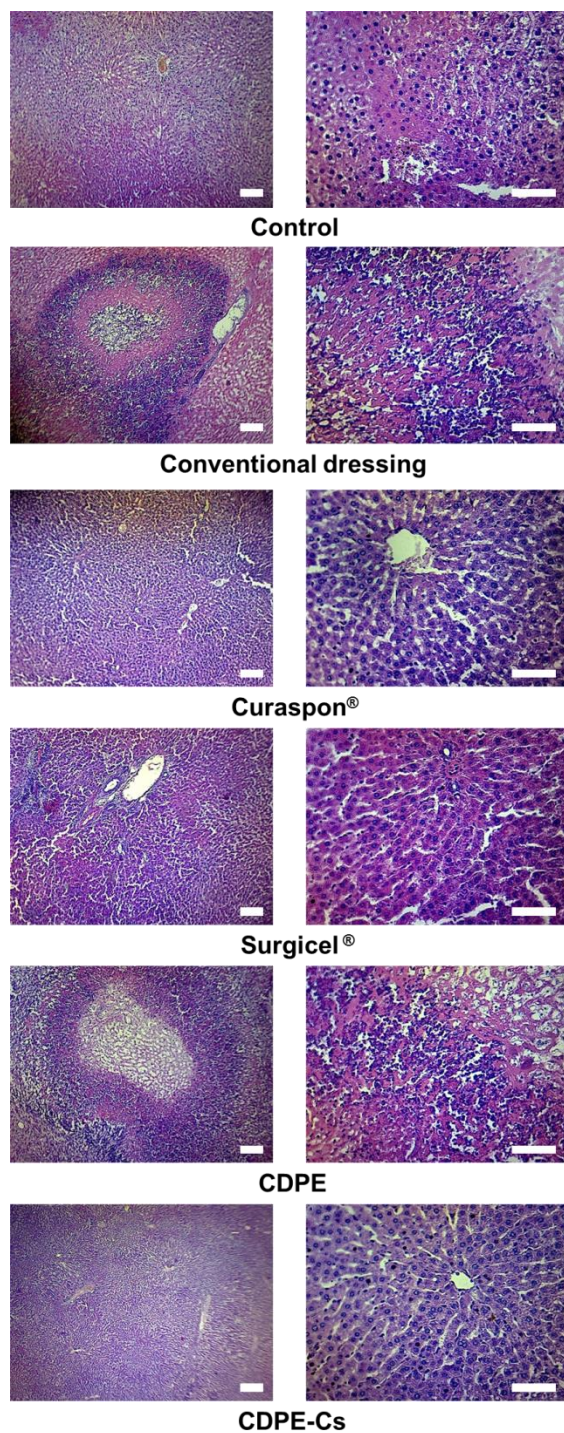 Control
Conventional dressing
Curaspon®
Surgicel ®
CDPE
CDPE-Cs